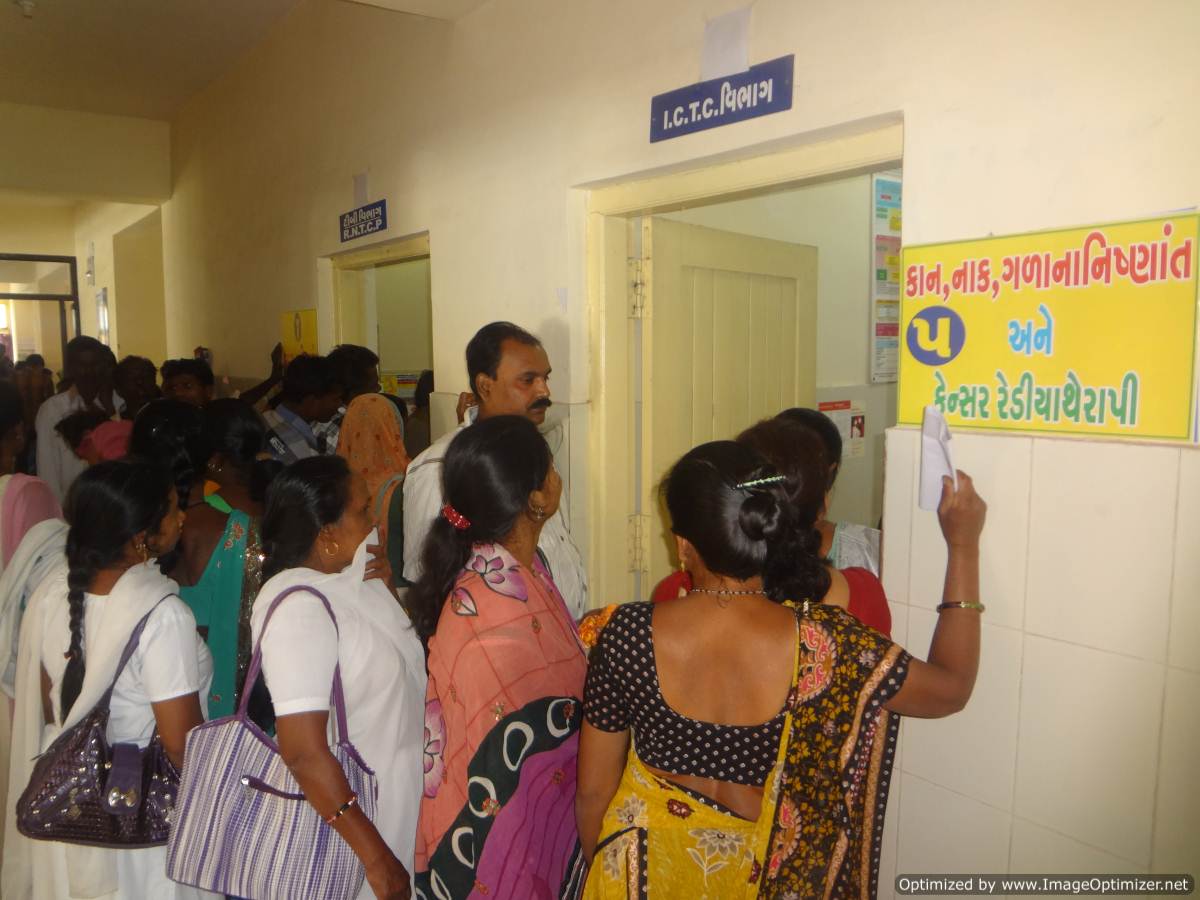 I.C.T.C.વિભાગ
ટીબી વિભાગ
R.N.T.C.P
કાન,નાક,ગળાનાનિષ્ણાંત
૫
અને
કેન્સર રેડીયાથેરાપી
Optimized by www.ImageOptimizer.net